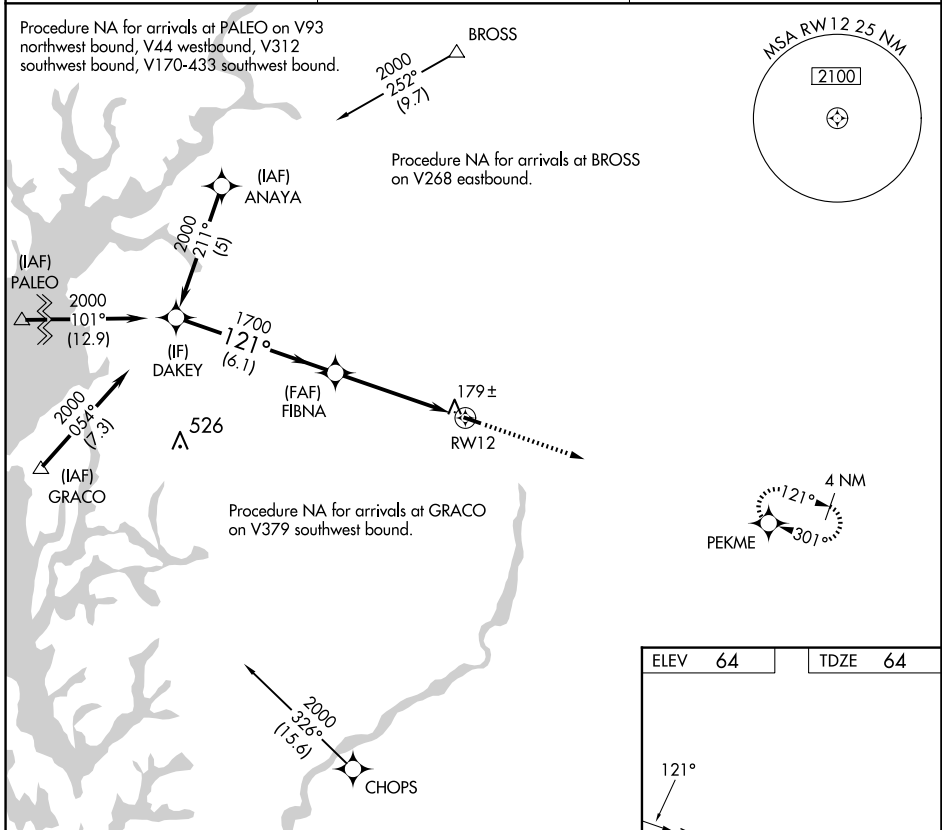 Procedure NA for arrivals at PALEO on V93
northwest bound, V44 westbound, V312
southwest bound, V170-433 southwest bound.
BROSS
2000
252°
(9.7)
MSA RW12 25 NM
2100
Procedure NA for arrivals at BROSS
on V268 eastbound.
(IAF)
ANAYA
2000
211°
(5)
(IAF)
PALEO
2000
101°
(12.9)
(IF)
DAKEY
1700
121°
(6.1)
(FAF)
FIBNA
179±
RW12
2000
054°
(7.3)
(IAF)
GRACO
526
Procedure NA for arrivals at GRACO
on V379 southwest bound.
4 NM
121°
301°
PEKME
2000
326°
(15.6)
CHOPS
ELEV 64
TDZE 64
121°